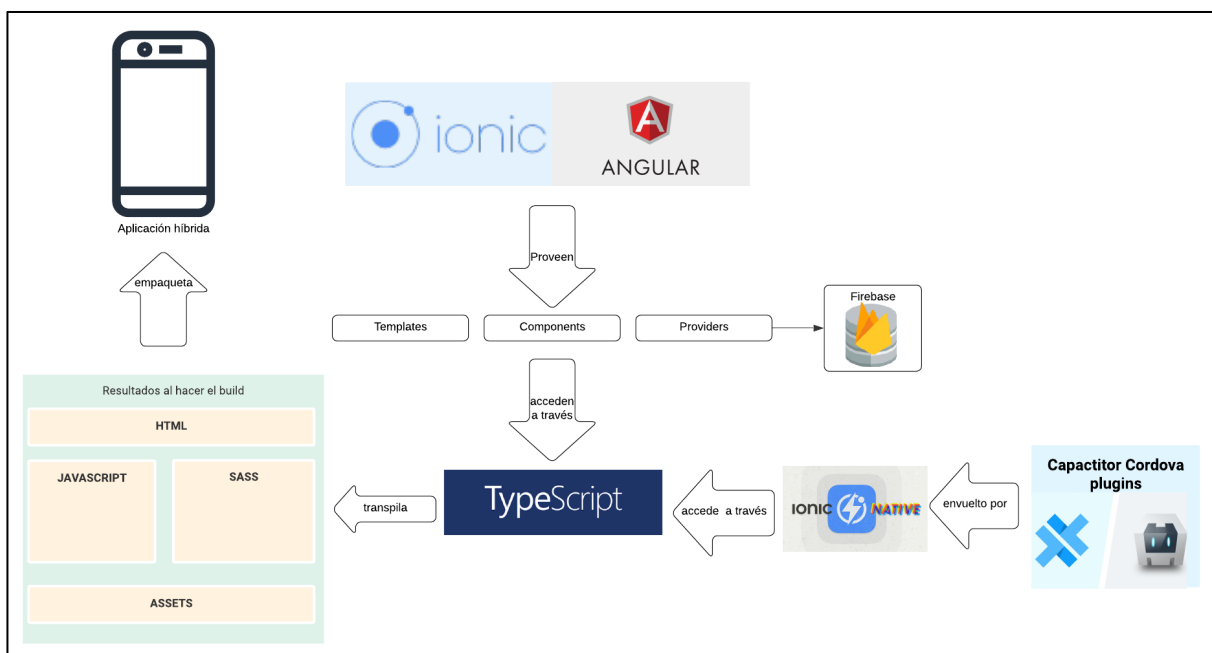 ionic
ANGULAR
Aplicación híbrida
empaqueta
Proveen
Templates
Components
Providers
Firebase
acceden
a través
Resultados al hacer el build
HTML
JAVASCRIPT
SASS
ASSETS
transpila
TypeScript
accede a través
IONIC NATIVE
envuelto por
Capactitor Cordova
plugins